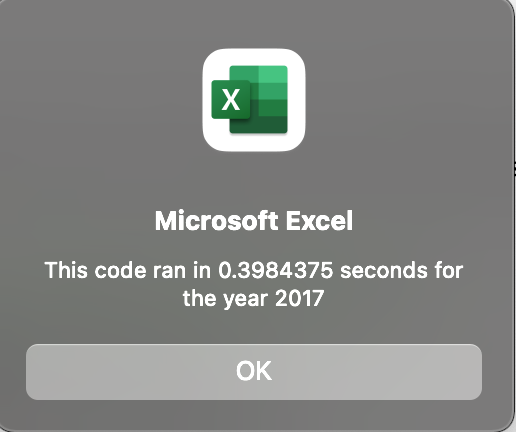 X
Microsoft Excel
This code ran in 0.3984375 seconds for
the year 2017
OK